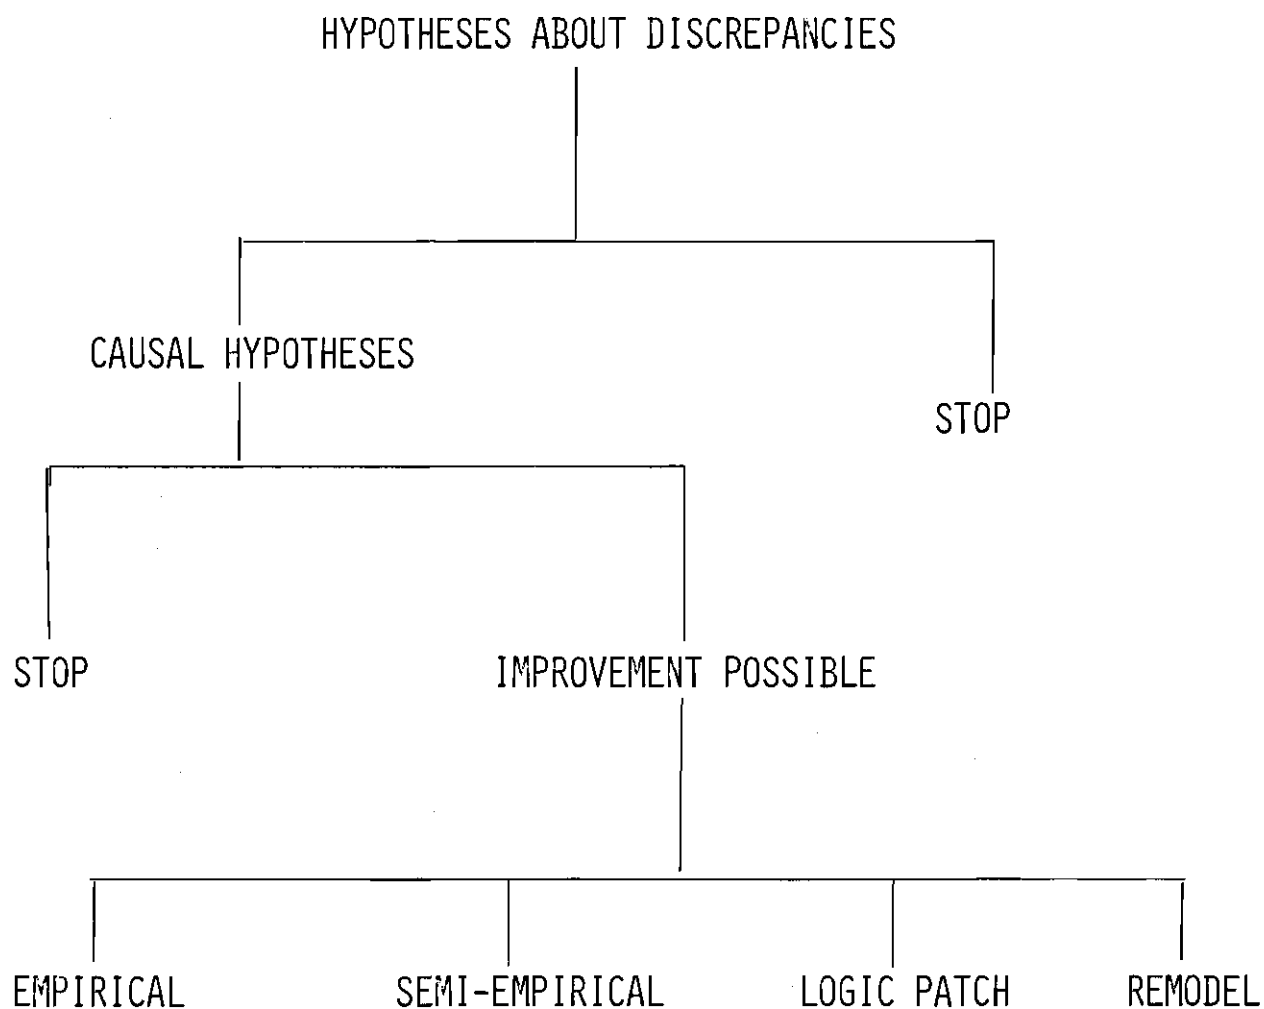 HYPOTHESES ABOUT DISCREPANCIES
CAUSAL HYPOTHESES
STOP
STOP
IMPROVEMENT POSSIBLE
EMPIRICAL
SEMI-EMPIRICAL
LOGIC PATCH
REMODEL